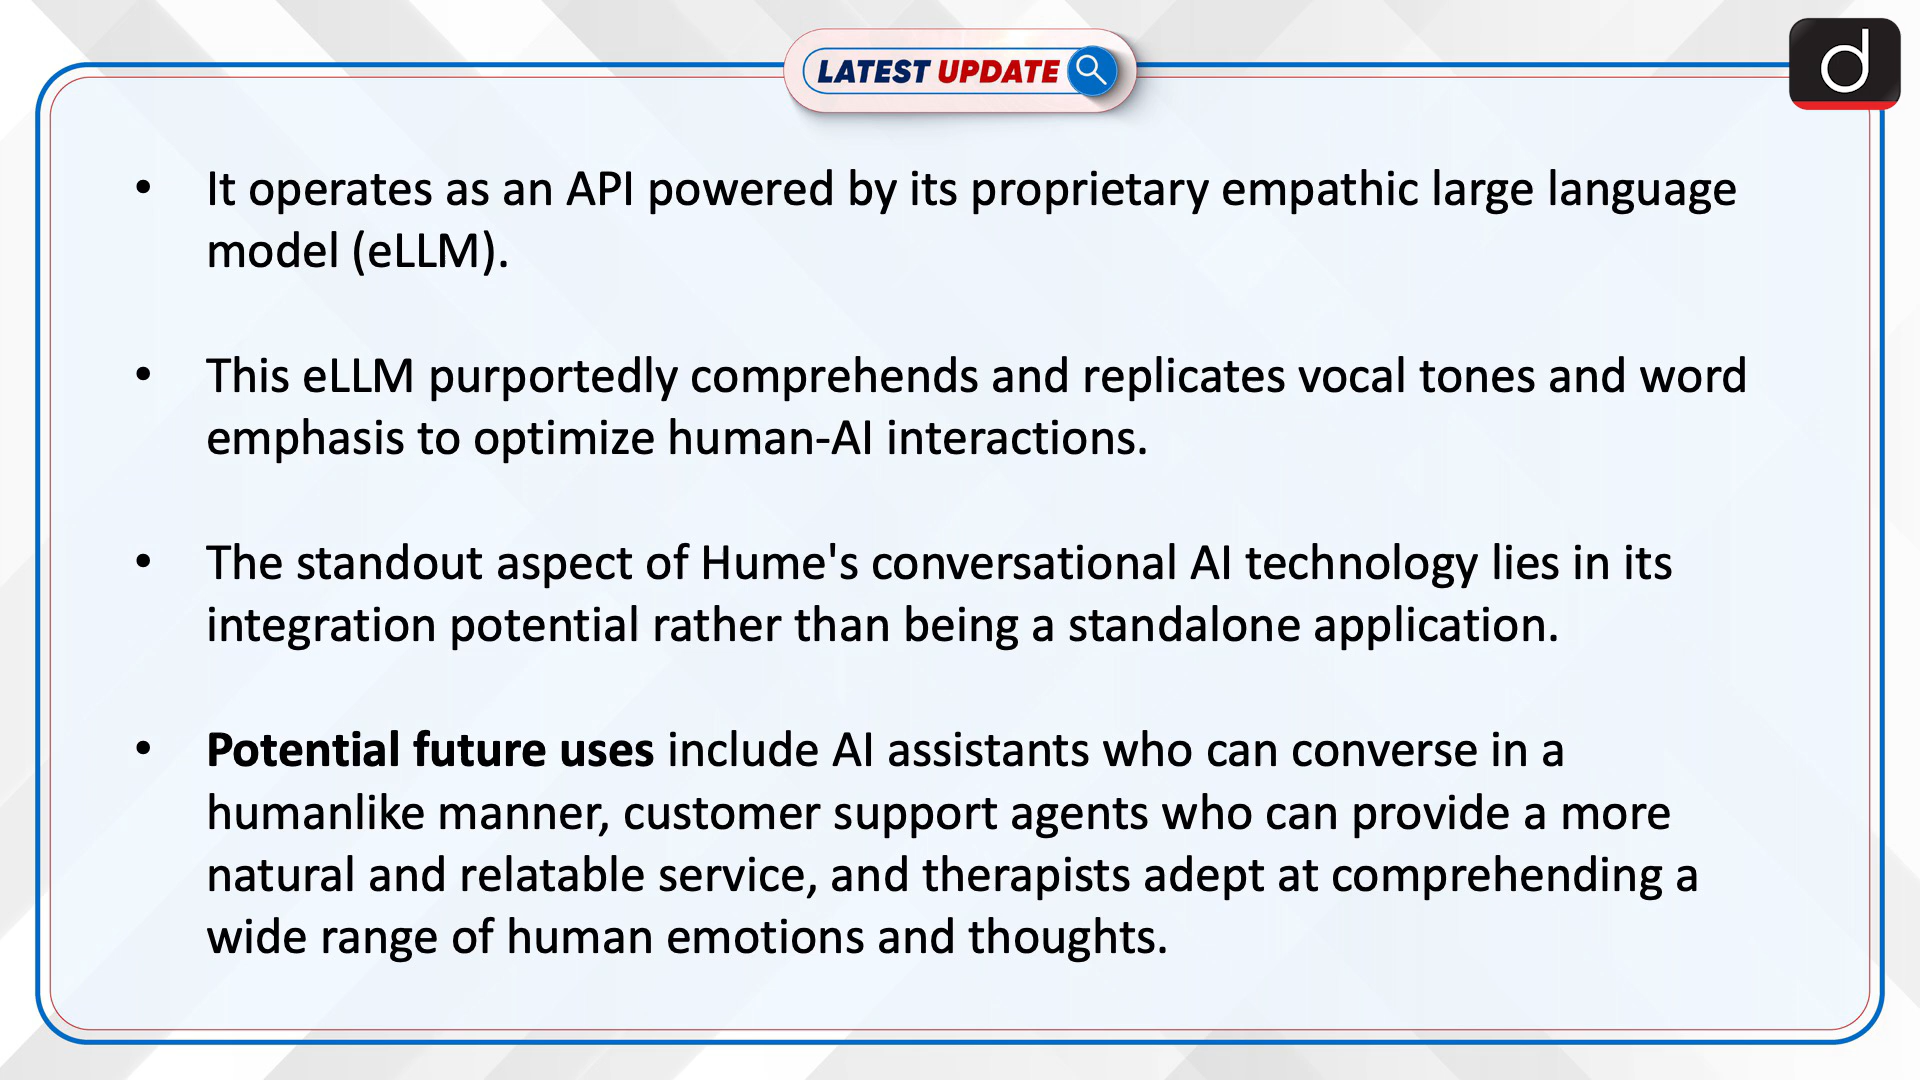 LATEST UPDATE
d
• It operates as an API powered by its proprietary empathic large language
model (eLLM).
• This eLLM purportedly comprehends and replicates vocal tones and word
emphasis to optimize human-AI interactions.
• The standout aspect of Hume's conversational AI technology lies in its
integration potential rather than being a standalone application.
• Potential future uses include AI assistants who can converse in a
humanlike manner, customer support agents who can provide a more
natural and relatable service, and therapists adept at comprehending a
wide range of human emotions and thoughts.